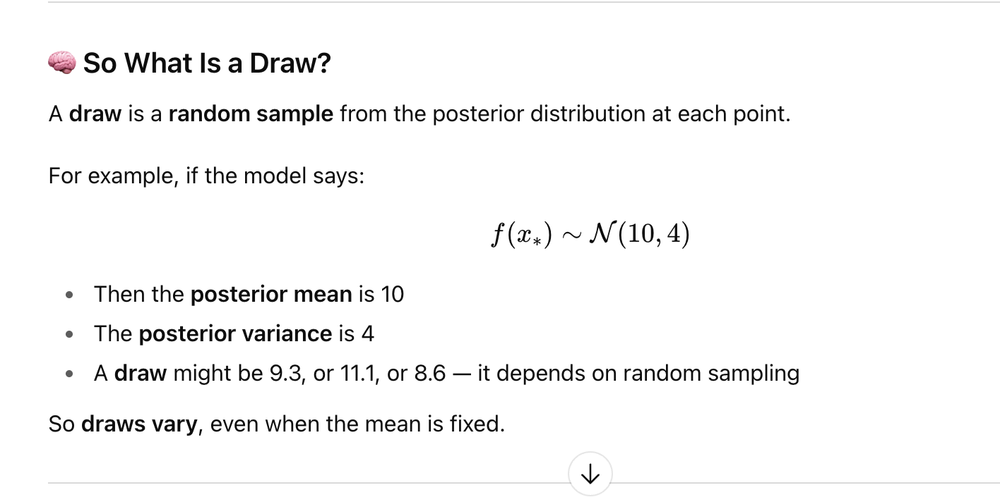 🧠 So What Is a Draw?
A draw is a random sample from the posterior distribution at each point.
For example, if the model says:
f(x_*) ∼ 𝒩(10, 4)
• Then the posterior mean is 10
• The posterior variance is 4
• A draw might be 9.3, or 11.1, or 8.6 — it depends on random sampling
So draws vary, even when the mean is fixed.